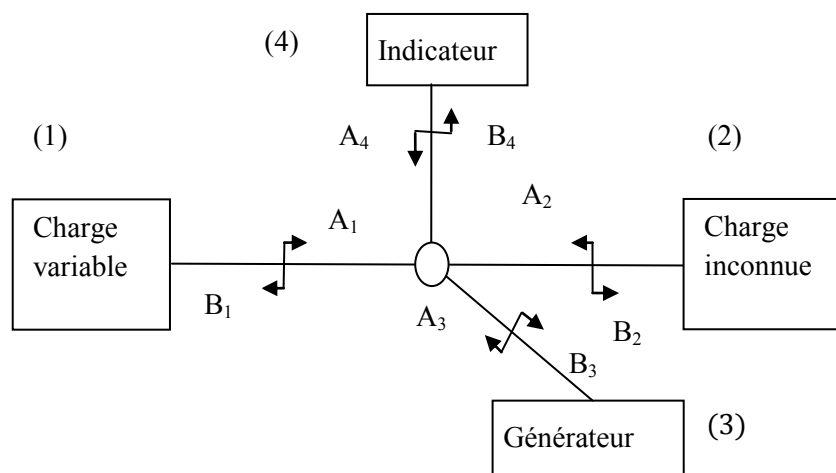 (4)
Indicateur
(1)
A₄
B₄
(2)
A₂
Charge
variable
A₁
Charge
inconnue
B₁
A₃
B₂
B₃
Générateur
(3)